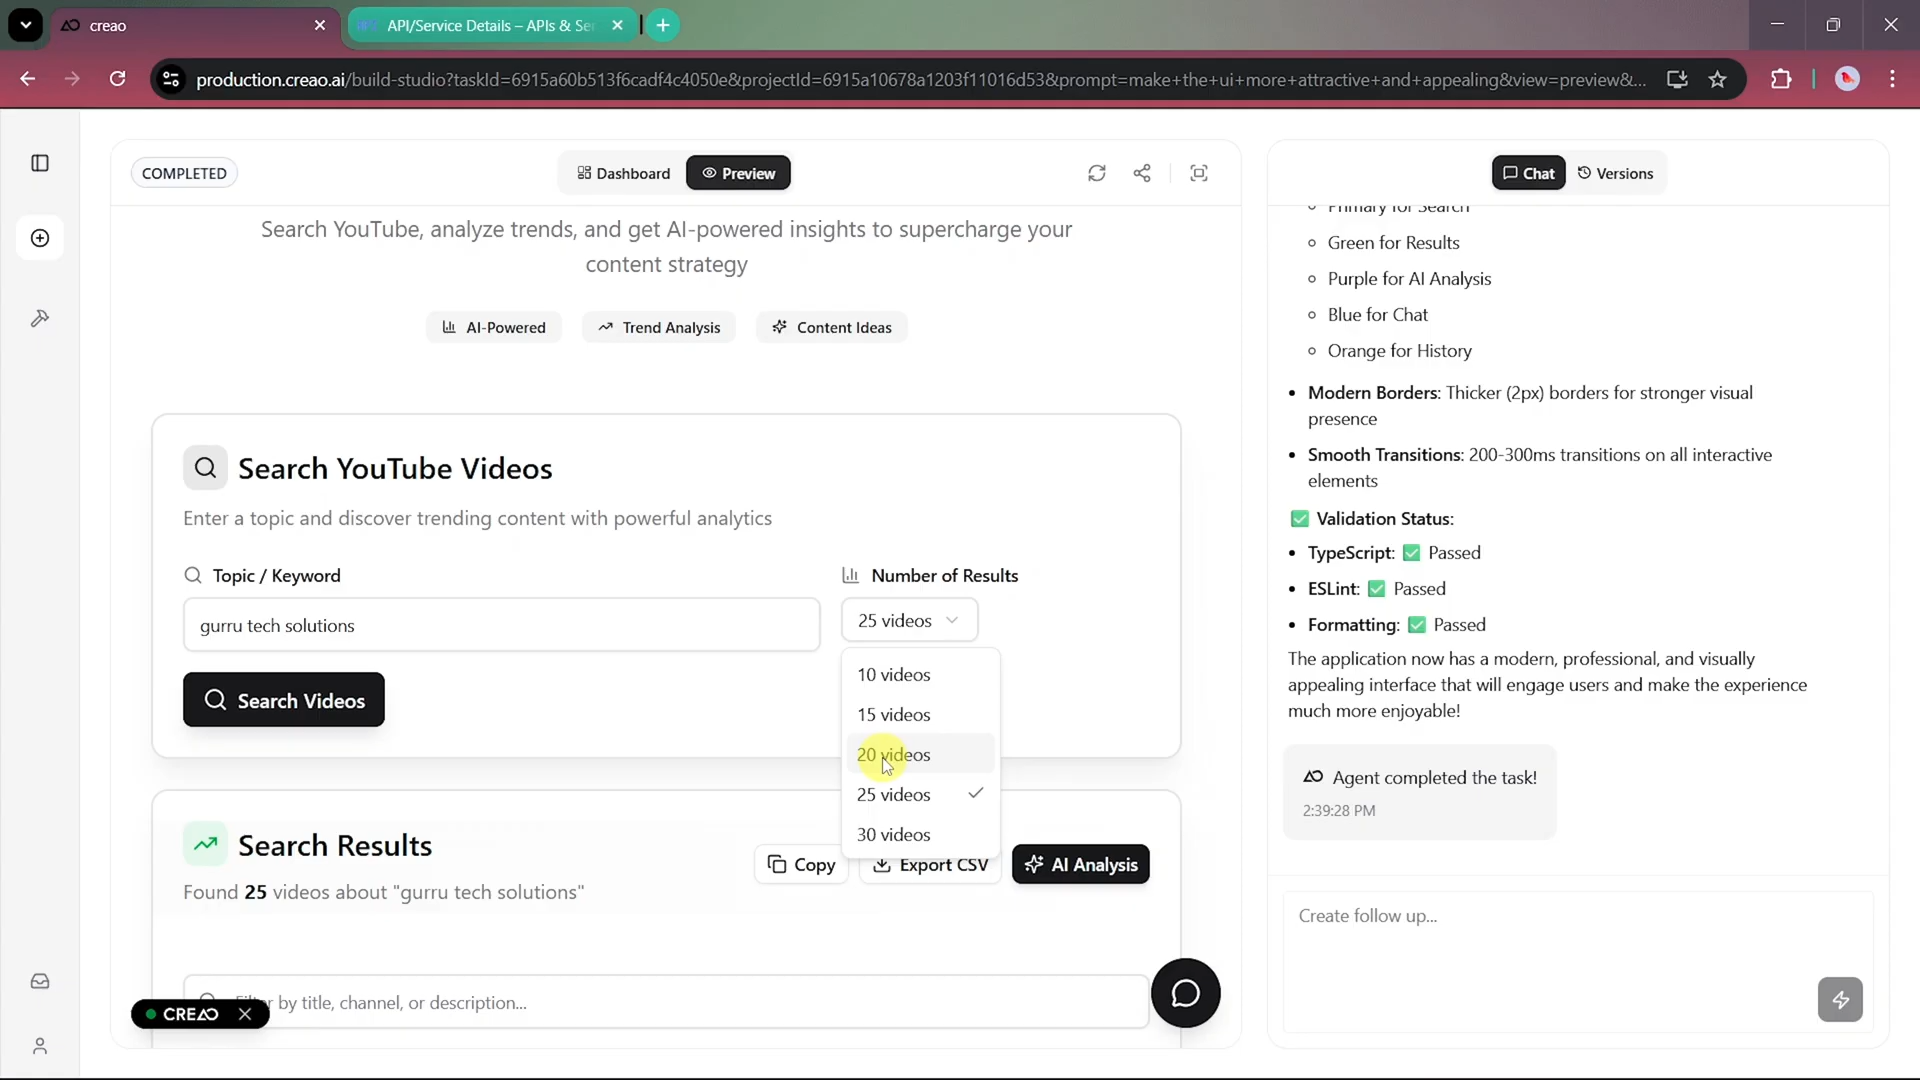 creao
API/Service Details – APIs & Se
production.creao.ai/build-studio?taskId=6915a60b513f6cadf4c4050e&projectId=6915a10678a1203f11016d53&prompt=make+the+ui+more+attractive+and+appealing&view=preview&...
COMPLETED
Dashboard
Preview
Chat
Versions
Search YouTube, analyze trends, and get AI-powered insights to supercharge your
content strategy
AI-Powered
Trend Analysis
Content Ideas
Search YouTube Videos
Enter a topic and discover trending content with powerful analytics
Topic / Keyword
Number of Results
gurru tech solutions
25 videos
10 videos
15 videos
20 videos
25 videos
30 videos
Search Videos
Search Results
Found 25 videos about "gurru tech solutions"
Copy
Export CSV
AI Analysis
Filter by title, channel, or description...
CREAO
Primary for Search
Green for Results
Purple for AI Analysis
Blue for Chat
Orange for History
Modern Borders: Thicker (2px) borders for stronger visual
presence
Smooth Transitions: 200-300ms transitions on all interactive
elements
Validation Status:
TypeScript: ✅ Passed
ESLint: ✅ Passed
Formatting: ✅ Passed
The application now has a modern, professional, and visually
appealing interface that will engage users and make the experience
much more enjoyable!
Agent completed the task!
2:39:28 PM
Create follow up...